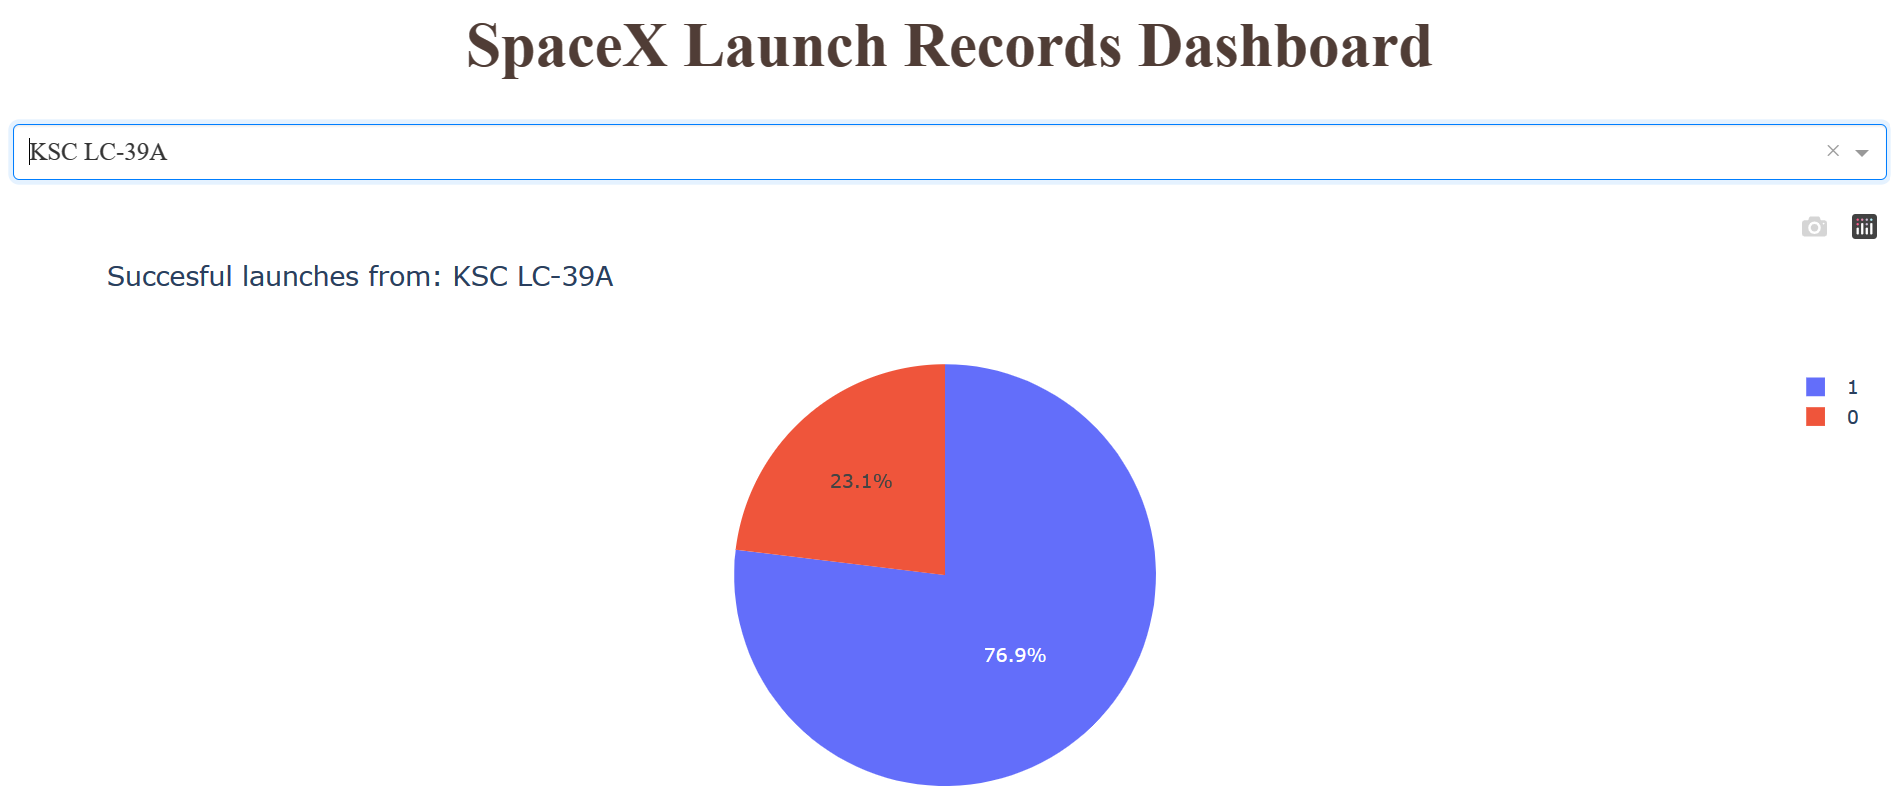 SpaceX Launch Records Dashboard
KSC LC-39A
Succesful launches from: KSC LC-39A
1
0
23.1%
76.9%